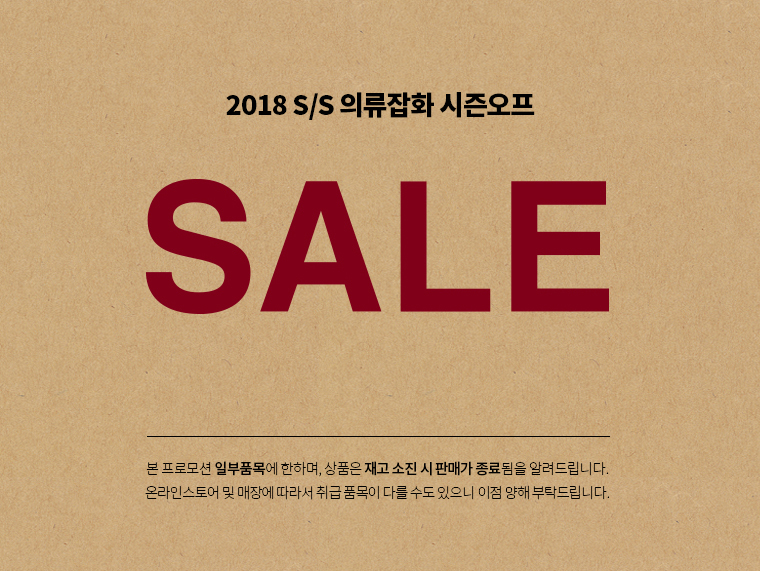 2018 S/S 의류잡화 시즌오프
SALE
본 프로모션 일부품목에 한하며, 상품은 재고 소진 시 판매가 종료됨을 알려드립니다.
온라인스토어 및 매장에 따라서 취급 품목이 다를 수도 있으니 이점 양해 부탁드립니다.